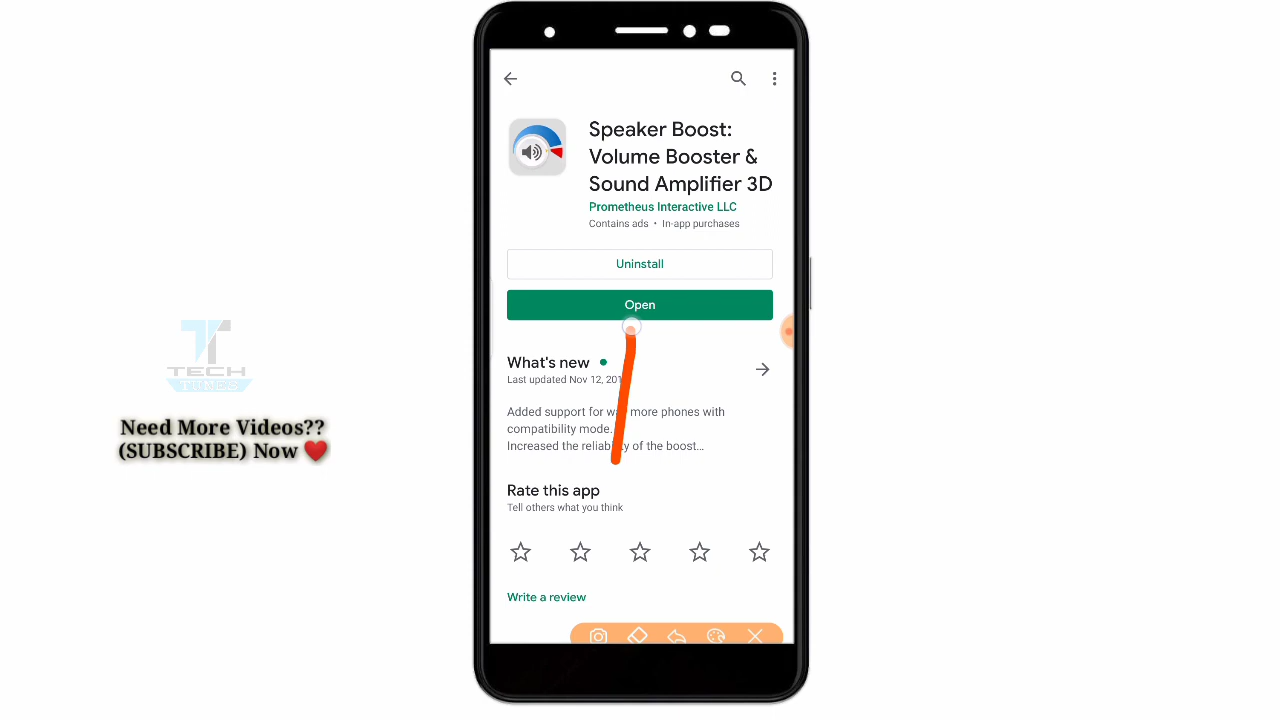 Speaker Boost:
Volume Booster &
Sound Amplifier 3D
Prometheus Interactive LLC
Contains ads • In-app purchases
Uninstall
Open
What's new
Last updated Nov 12,
Added support for more phones with
compatibility mode.
Increased the reliability of the boost...
Rate this app
Tell others what you think
Write a review
TECH
TUNES
Need More Videos??
(SUBSCRIBE) Now ❤️